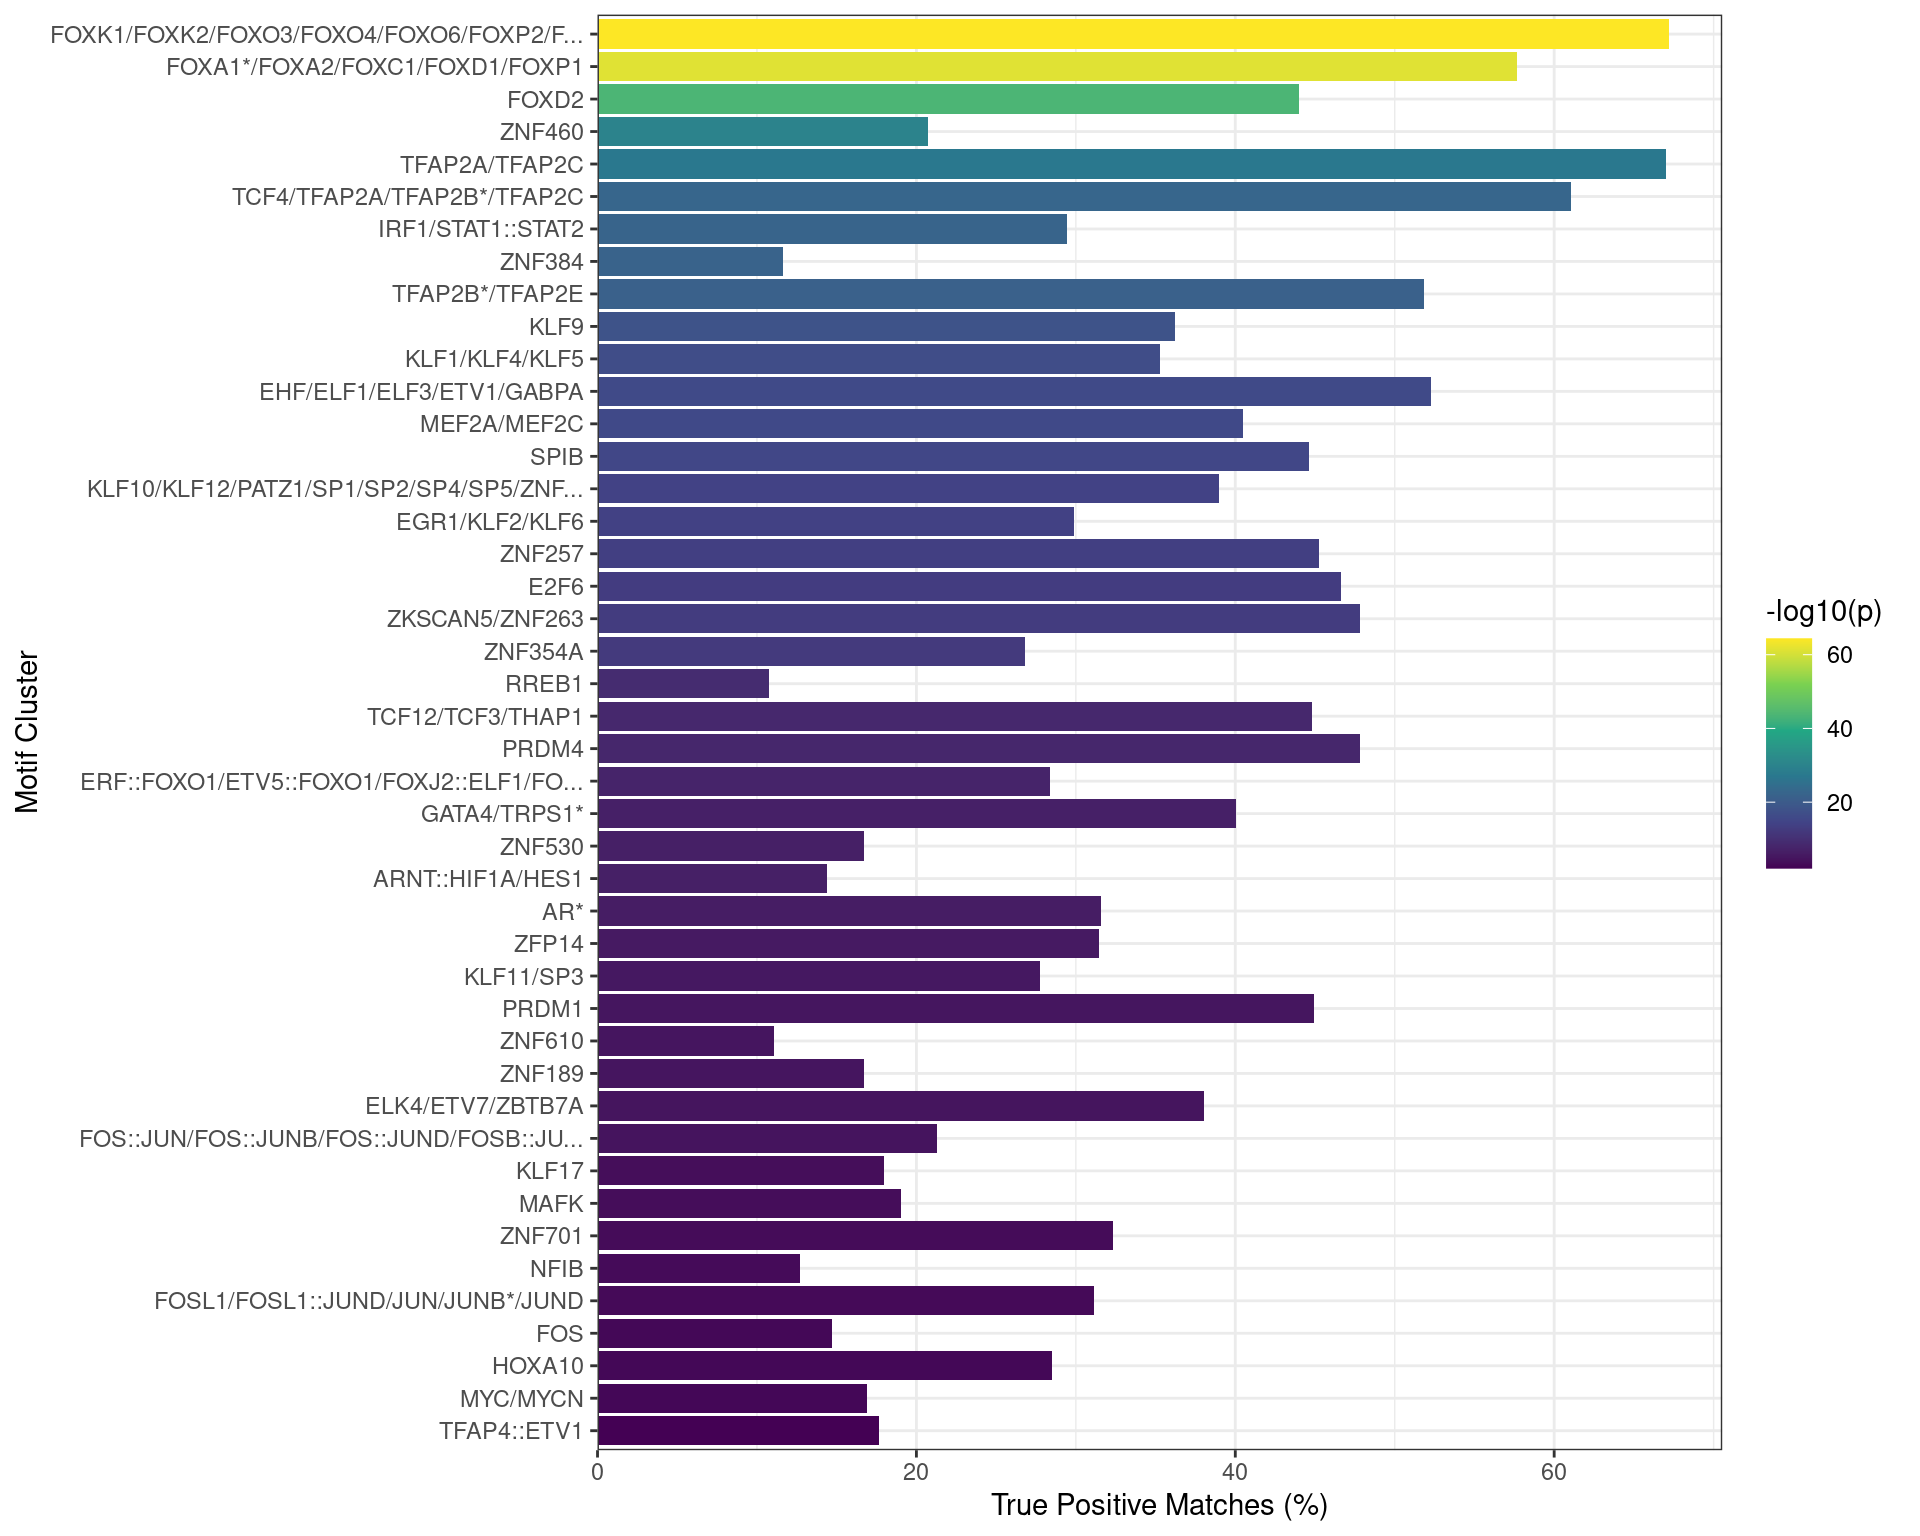 FOXK1/FOXK2/FOXO3/FOXO4/FOXO6/FOXP2/F...
FOXA1*/FOXA2/FOXC1/FOXD1/FOXP1
FOXD2
ZNF460
TFAP2A/TFAP2C
TCF4/TFAP2A/TFAP2B*/TFAP2C
IRF1/STAT1::STAT2
ZNF384
TFAP2B*/TFAP2E
KLF9
KLF1/KLF4/KLF5
EHF/ELF1/ELF3/ETV1/GABPA
MEF2A/MEF2C
SPIB
KLF10/KLF12/PATZ1/SP1/SP2/SP4/SP5/ZNF...
EGR1/KLF2/KLF6
ZNF257
E2F6
ZKSCAN5/ZNF263
ZNF354A
RREB1
TCF12/TCF3/THAP1
PRDM4
ERF::FOXO1/ETV5::FOXO1/FOXJ2::ELF1/FO...
GATA4/TRPS1*
ZNF530
ARNT::HIF1A/HES1
AR*
ZFP14
KLF11/SP3
PRDM1
ZNF610
ZNF189
ELK4/ETV7/ZBTB7A
FOS::JUN/FOS::JUNB/FOS::JUND/FOSB::JU...
KLF17
MAFK
ZNF701
NFIB
FOSL1/FOSL1::JUND/JUN/JUNB*/JUND
FOS
HOXA10
MYC/MYCN
TFAP4::ETV1
Motif Cluster
0 20 40 60
True Positive Matches (%)
-log10(p)
60
40
20